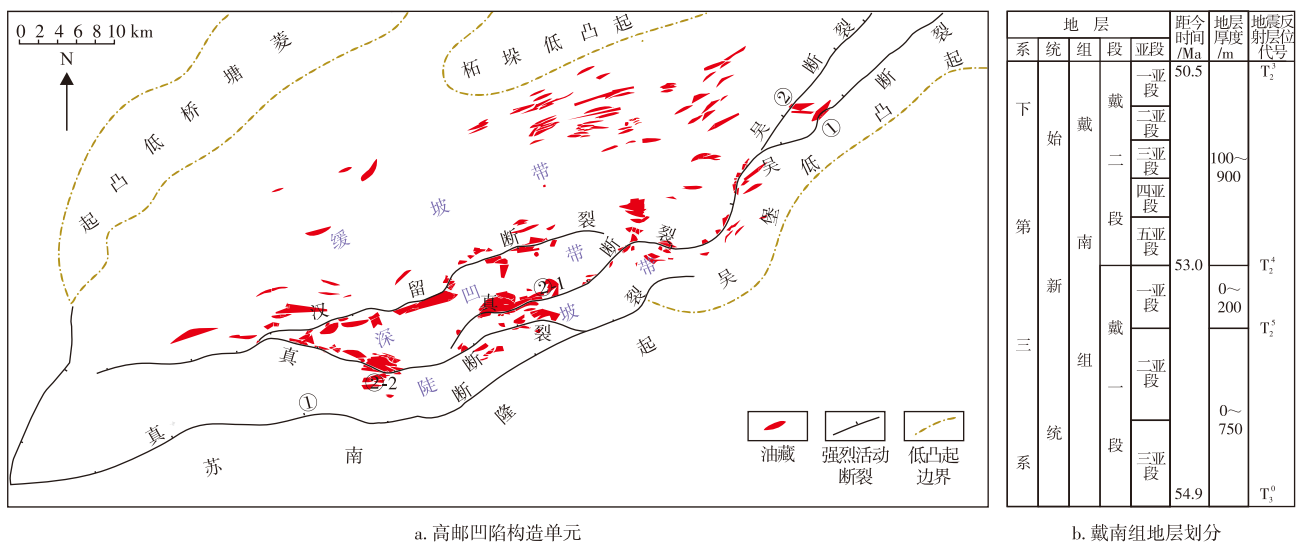 0 2 4 6 8 10 km
N
菱塘桥低凸起
柘垛低凸起
吴堡低凸起
苏南隆起
缓坡带
深凹带
陡坡带
汉留断裂
真②断裂
真①断裂
吴②断裂
吴①断裂
②-1
②-2
油藏
强烈活动
断裂
低凸起
边界
a. 高邮凹陷构造单元
地 层
距今
时间
/Ma
地层
厚度
/m
地震反
射层位
代号
系 统 组 段 亚段
下第三系
始新统
戴南组
戴二段
一亚段
二亚段
三亚段
四亚段
五亚段
戴一段
一亚段
二亚段
三亚段
50.5
53.0
54.9
100～
900
0～
200
0～
750
T₂³
T₂⁴
T₂⁵
T₃⁰
b. 戴南组地层划分